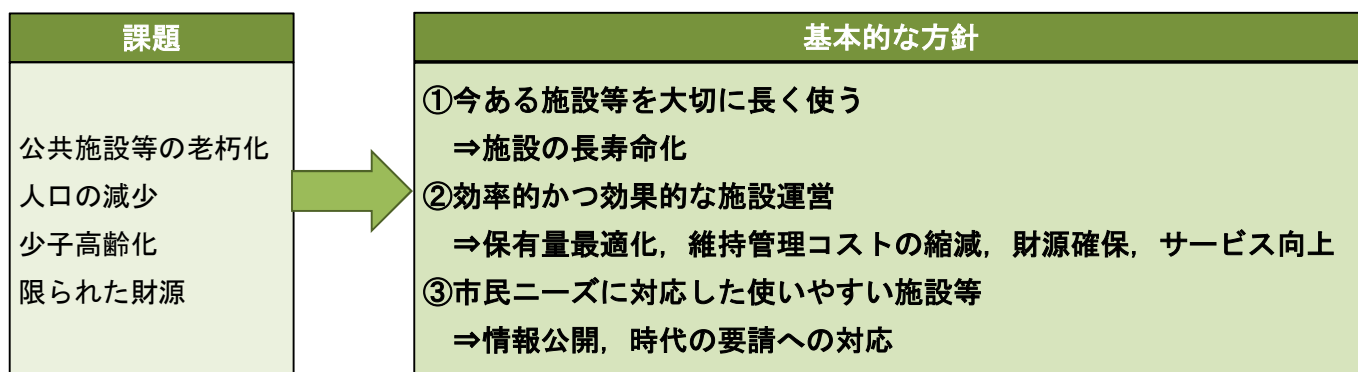 課題
公共施設等の老朽化
人口の減少
少子高齢化
限られた財源
基本的な方針
①今ある施設等を大切に長く使う
⇒施設の長寿命化
②効率的かつ効果的な施設運営
⇒保有量最適化，維持管理コストの縮減，財源確保，サービス向上
③市民ニーズに対応した使いやすい施設等
⇒情報公開，時代の要請への対応